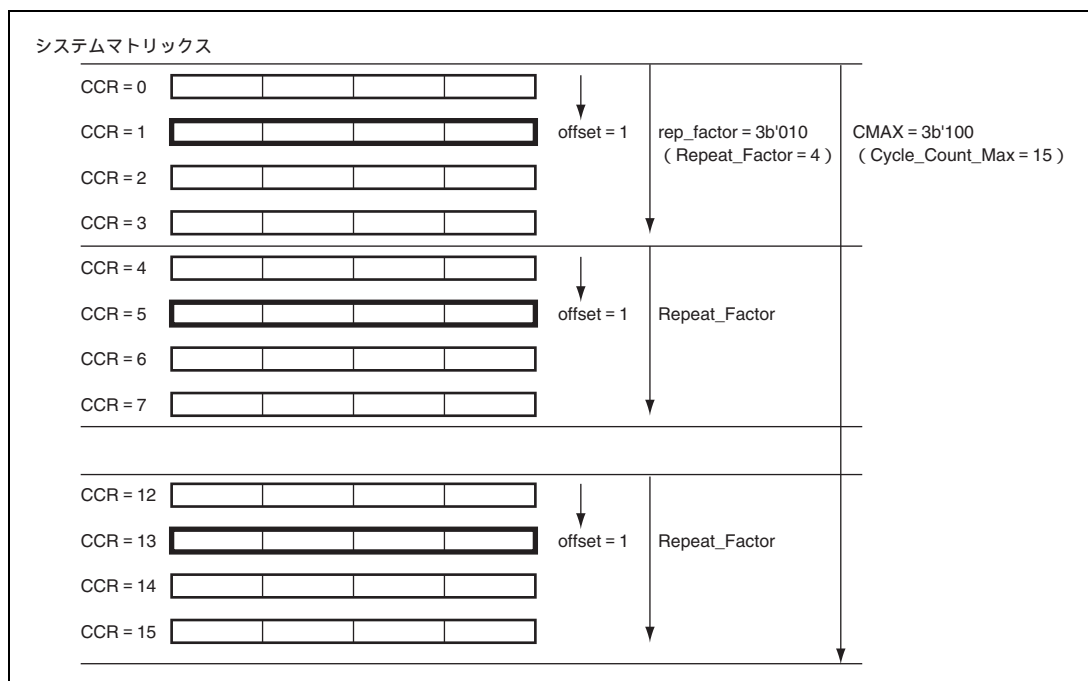 システムマトリックス
CCR = 0
CCR = 1 offset = 1 rep_factor = 3b'010 CMAX = 3b'100
（Repeat_Factor = 4）（Cycle_Count_Max = 15）
CCR = 2
CCR = 3
CCR = 4
CCR = 5 offset = 1 Repeat_Factor
CCR = 6
CCR = 7
CCR = 12
CCR = 13 offset = 1 Repeat_Factor
CCR = 14
CCR = 15